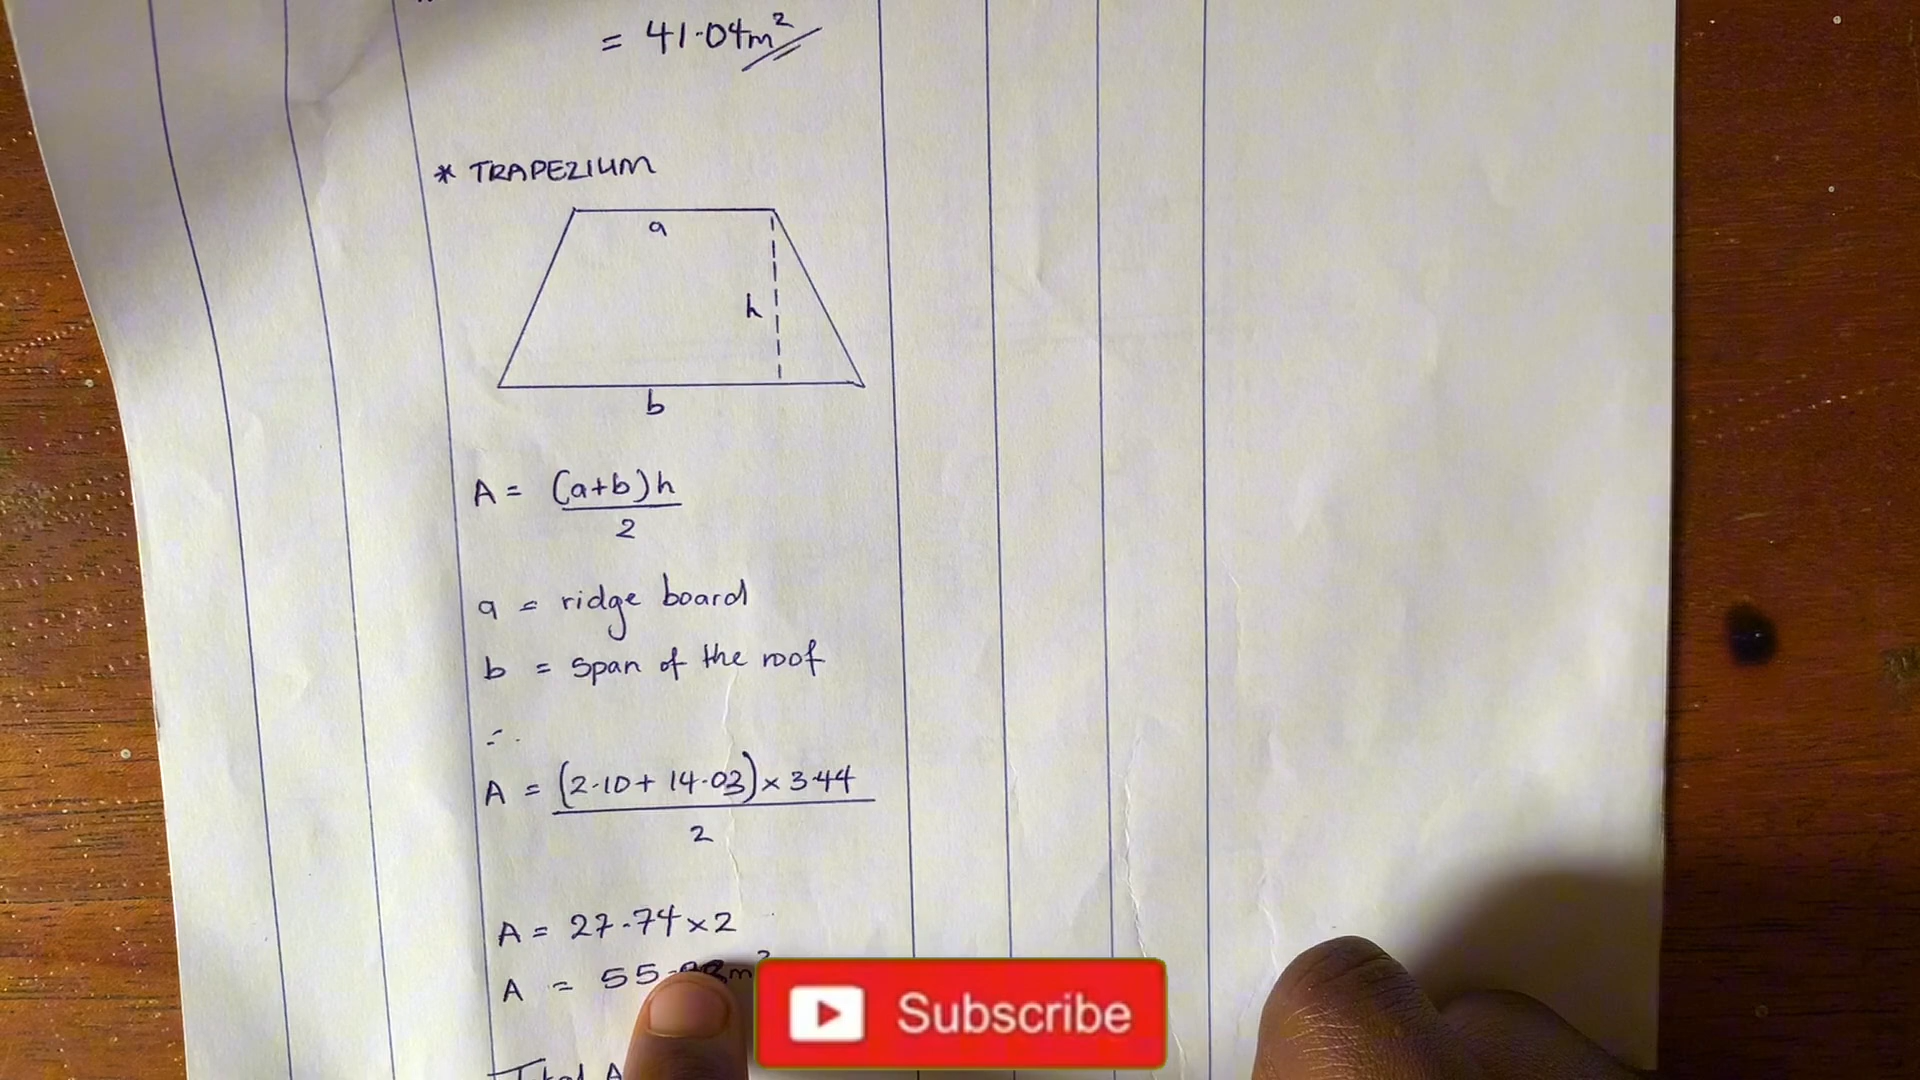 = 41.04m²
* TRAPEZIUM
a
h
b
A = (a+b)h
2
a = ridge board
b = span of the roof
∴
A = (2.10 + 14.03) × 3.44
2
A = 27.74 × 2
A = 55.
Subscribe